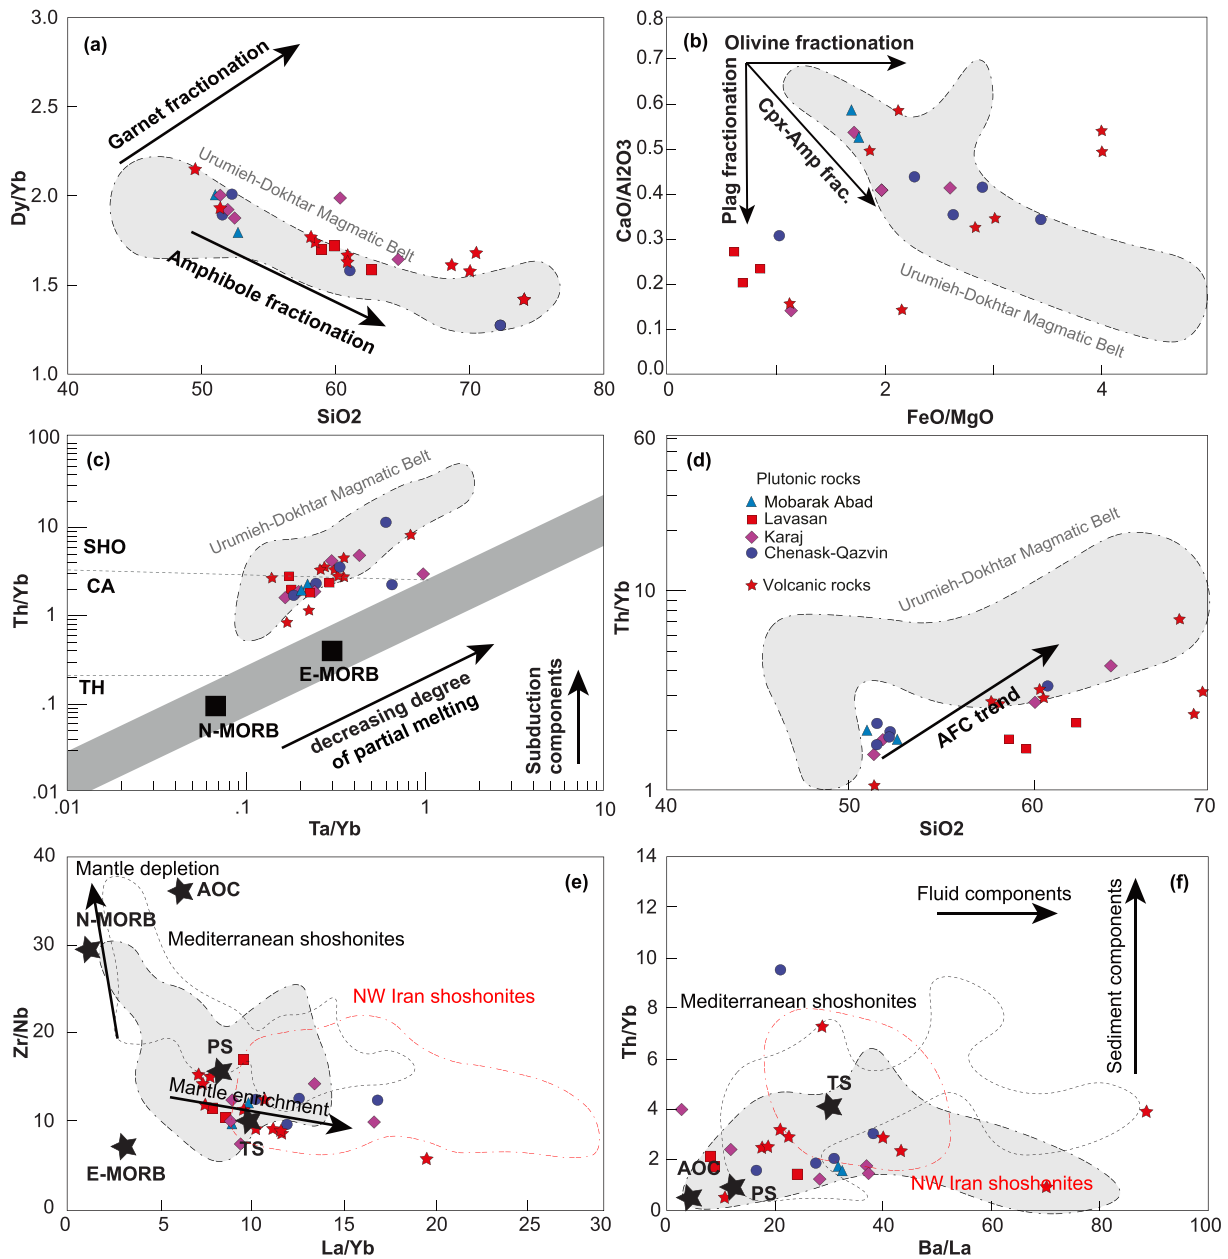 (a)
3.0
2.5
2.0
1.5
1.0
Dy/Yb
Garnet fractionation
Urumieh-Dokhtar Magmatic Belt
Amphibole fractionation
40
50
60
70
80
SiO2
(b)
0.8
0.7
0.6
0.5
0.4
0.3
0.2
0.1
0.0
CaO/Al2O3
Olivine fractionation
Plag fractionation
Cpx-Amp frac.
Urumieh-Dokhtar Magmatic Belt
0
2
4
FeO/MgO
(c)
100
10
1
.1
.01
Th/Yb
Urumieh-Dokhtar Magmatic Belt
SHO
CA
TH
E-MORB
N-MORB
decreasing degree
of partial melting
Subduction
components
.01
.1
1
10
Ta/Yb
(d)
60
10
1
Th/Yb
Plutonic rocks
Mobarak Abad
Lavasan
Karaj
Chenask-Qazvin
Volcanic rocks
Urumieh-Dokhtar Magmatic Belt
AFC trend
40
50
60
70
SiO2
(e)
40
30
20
10
0
Zr/Nb
Mantle depletion
AOC
N-MORB
Mediterranean shoshonites
NW Iran shoshonites
PS
Mantle enrichment
TS
E-MORB
0
5
10
15
20
25
30
La/Yb
(f)
14
12
10
8
6
4
2
0
Th/Yb
Fluid components
Sediment components
Mediterranean shoshonites
TS
AOC
PS
NW Iran shoshonites
0
20
40
60
80
100
Ba/La